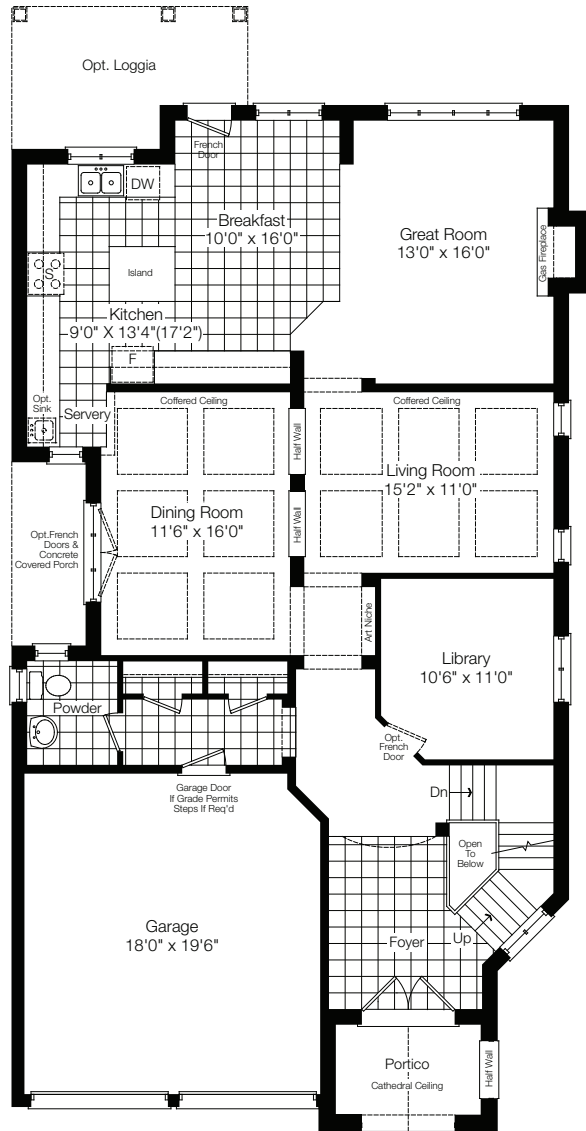 Opt. Loggia
French
Door
DW
Breakfast
10'0" x 16'0"
Great Room
13'0" x 16'0"
Gas Fireplace
S
Island
Kitchen
9'0" X 13'4"(17'2")
F
Opt.
Sink
Servery
Coffered Ceiling
Coffered Ceiling
Half Wall
Living Room
15'2" x 11'0"
Dining Room
11'6" x 16'0"
Half Wall
Opt.French
Doors &
Concrete
Covered Porch
Art Niche
Library
10'6" x 11'0"
Powder
Opt.
French
Door
Garage Door
If Grade Permits
Steps If Req'd
Dn
Open
To
Below
Garage
18'0" x 19'6"
Foyer
Up
Portico
Cathedral Ceiling
Half Wall